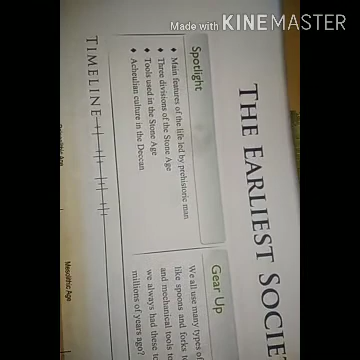 Made with KINEMASTER
THE EARLIEST SOCIE
Spotlight
♦ Main features of the life led by prehistoric man
♦ Three divisions of the Stone Age
♦ Tools used in the Stone Age
♦ Acheulian culture in the Deccan
Gear Up
We all use many types of
like spoons and forks to
and mechanical tools to
we always had these to
millions of years ago?
TIMELINE
Mesolithic Age